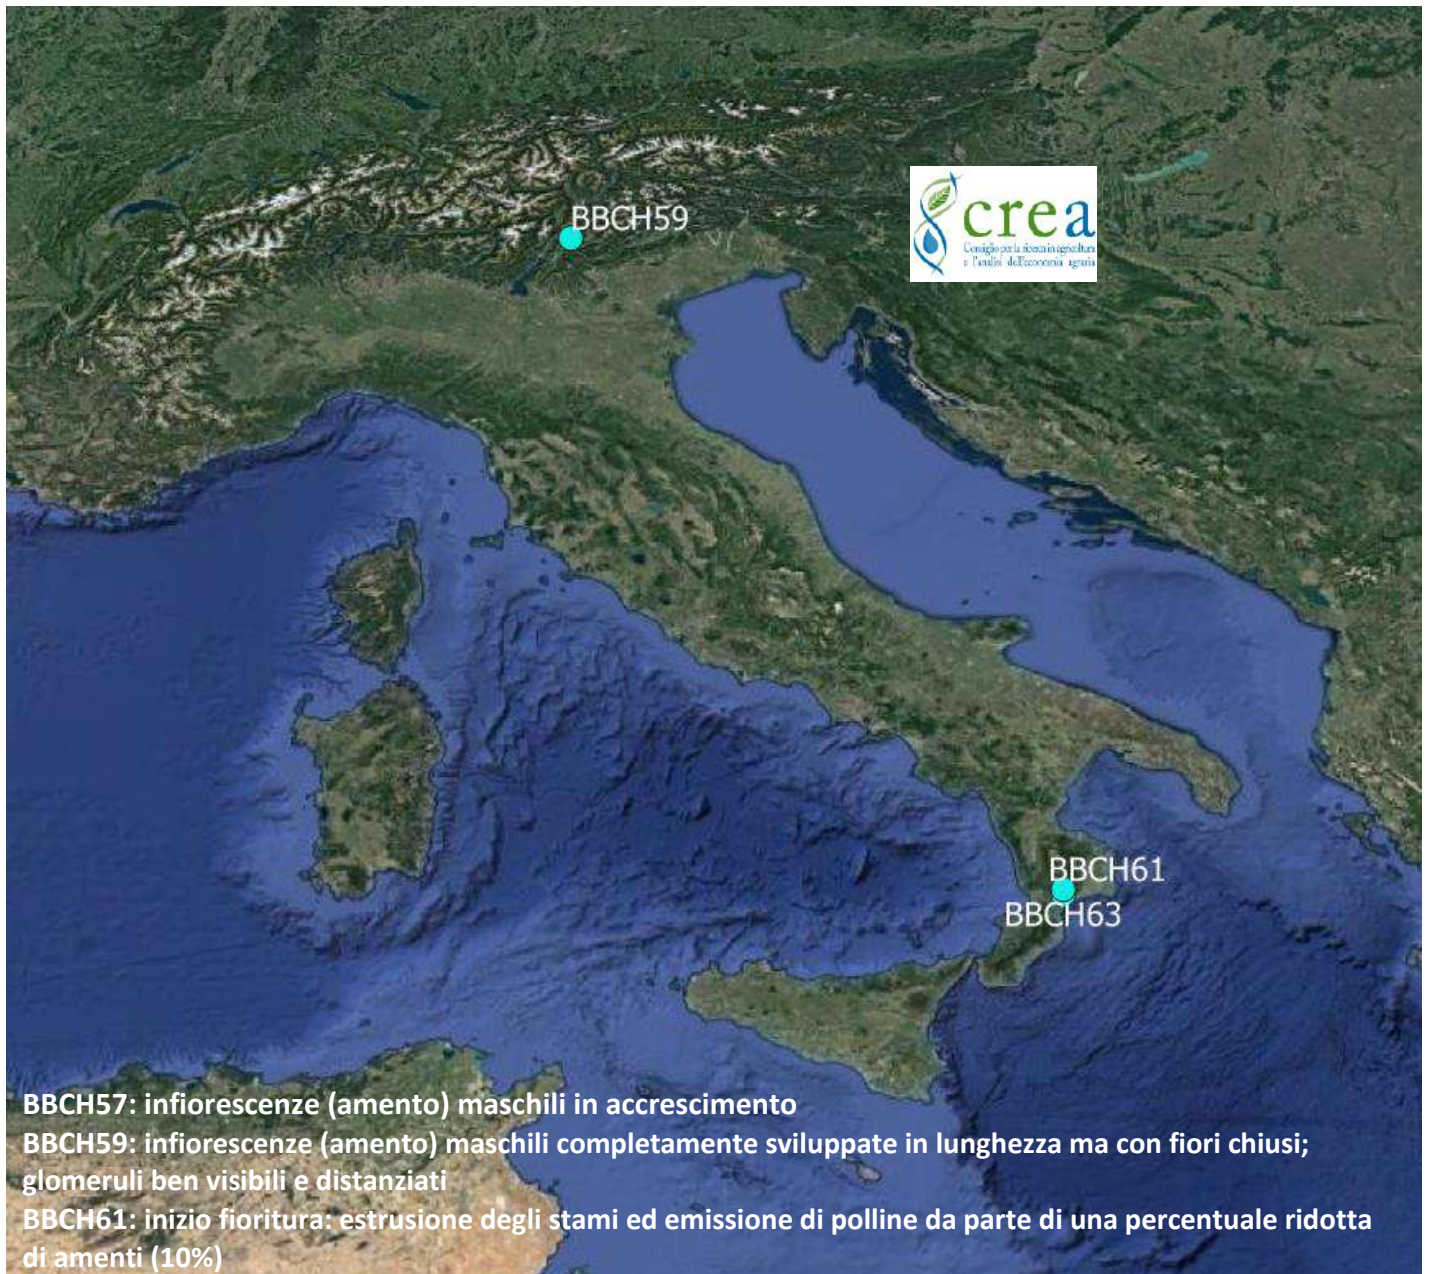 BBCH59
crea
Consiglio per la ricerca in agricoltura
e l'analisi dell'economia agraria
BBCH61
BBCH63
BBCH57: infiorescenze (amento) maschili in accrescimento
BBCH59: infiorescenze (amento) maschili completamente sviluppate in lunghezza ma con fiori chiusi;
glomeruli ben visibili e distanziati
BBCH61: inizio fioritura: estrusione degli stami ed emissione di polline da parte di una percentuale ridotta
di amenti (10%)